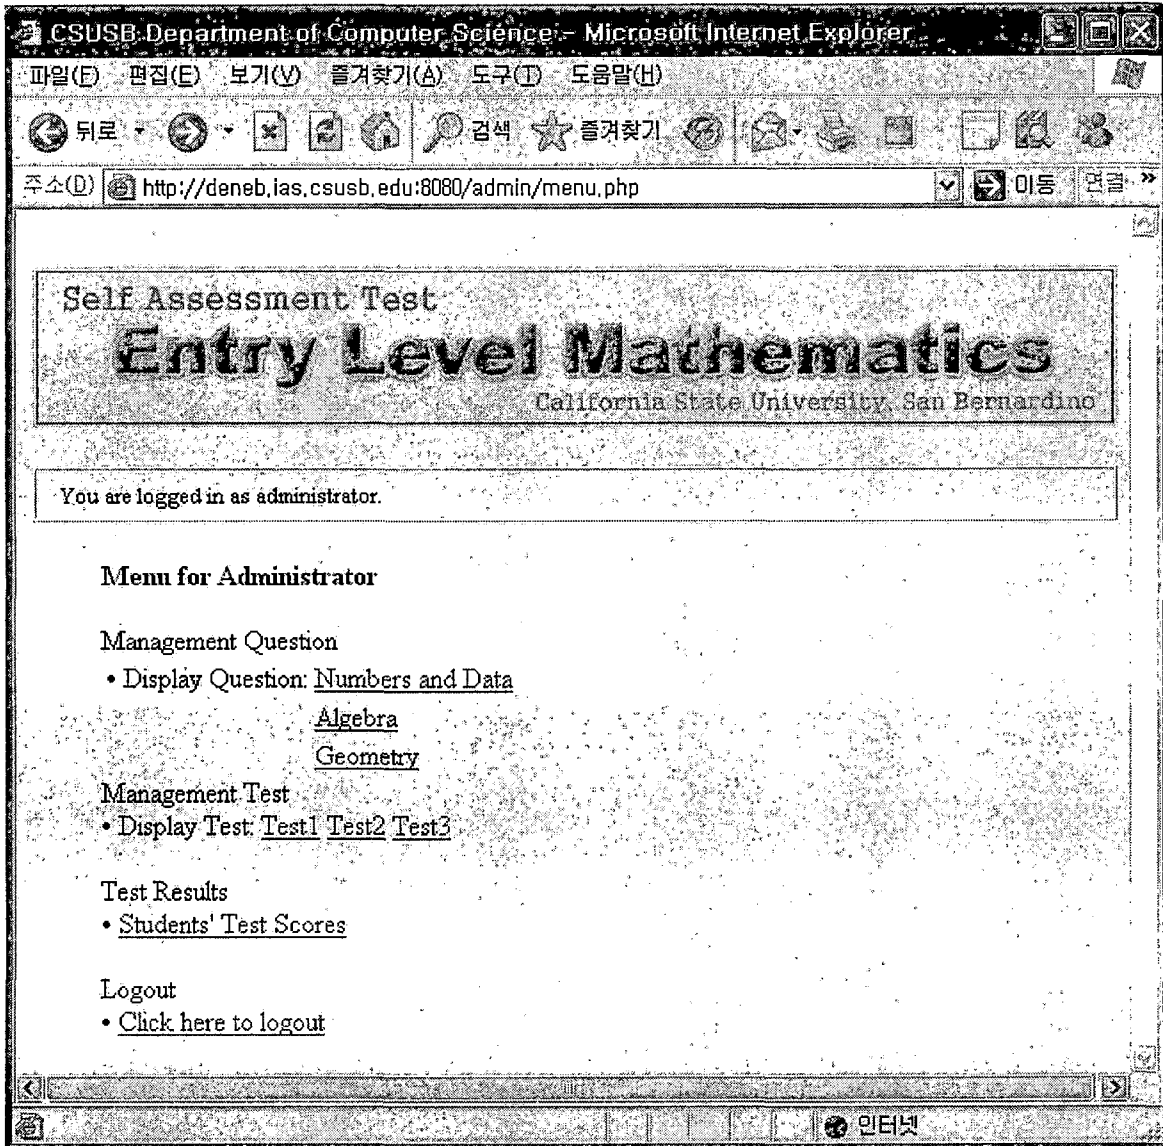 CSUSB Department of Computer Science - Microsoft Internet Explorer
파일(F) 편집(E) 보기(V) 즐겨찾기(A) 도구(T) 도움말(H)
뒤로 검색 즐겨찾기
주소(D) http://deneb.ias.csusb.edu:8080/admin/menu.php 이동 연결 »
Self Assessment Test
Entry Level Mathematics
California State University, San Bernardino
You are logged in as administrator.
Menu for Administrator
Management Question
• Display Question: Numbers and Data
Algebra
Geometry
Management Test
• Display Test: Test1 Test2 Test3
Test Results
• Students' Test Scores
Logout
• Click here to logout
인터넷